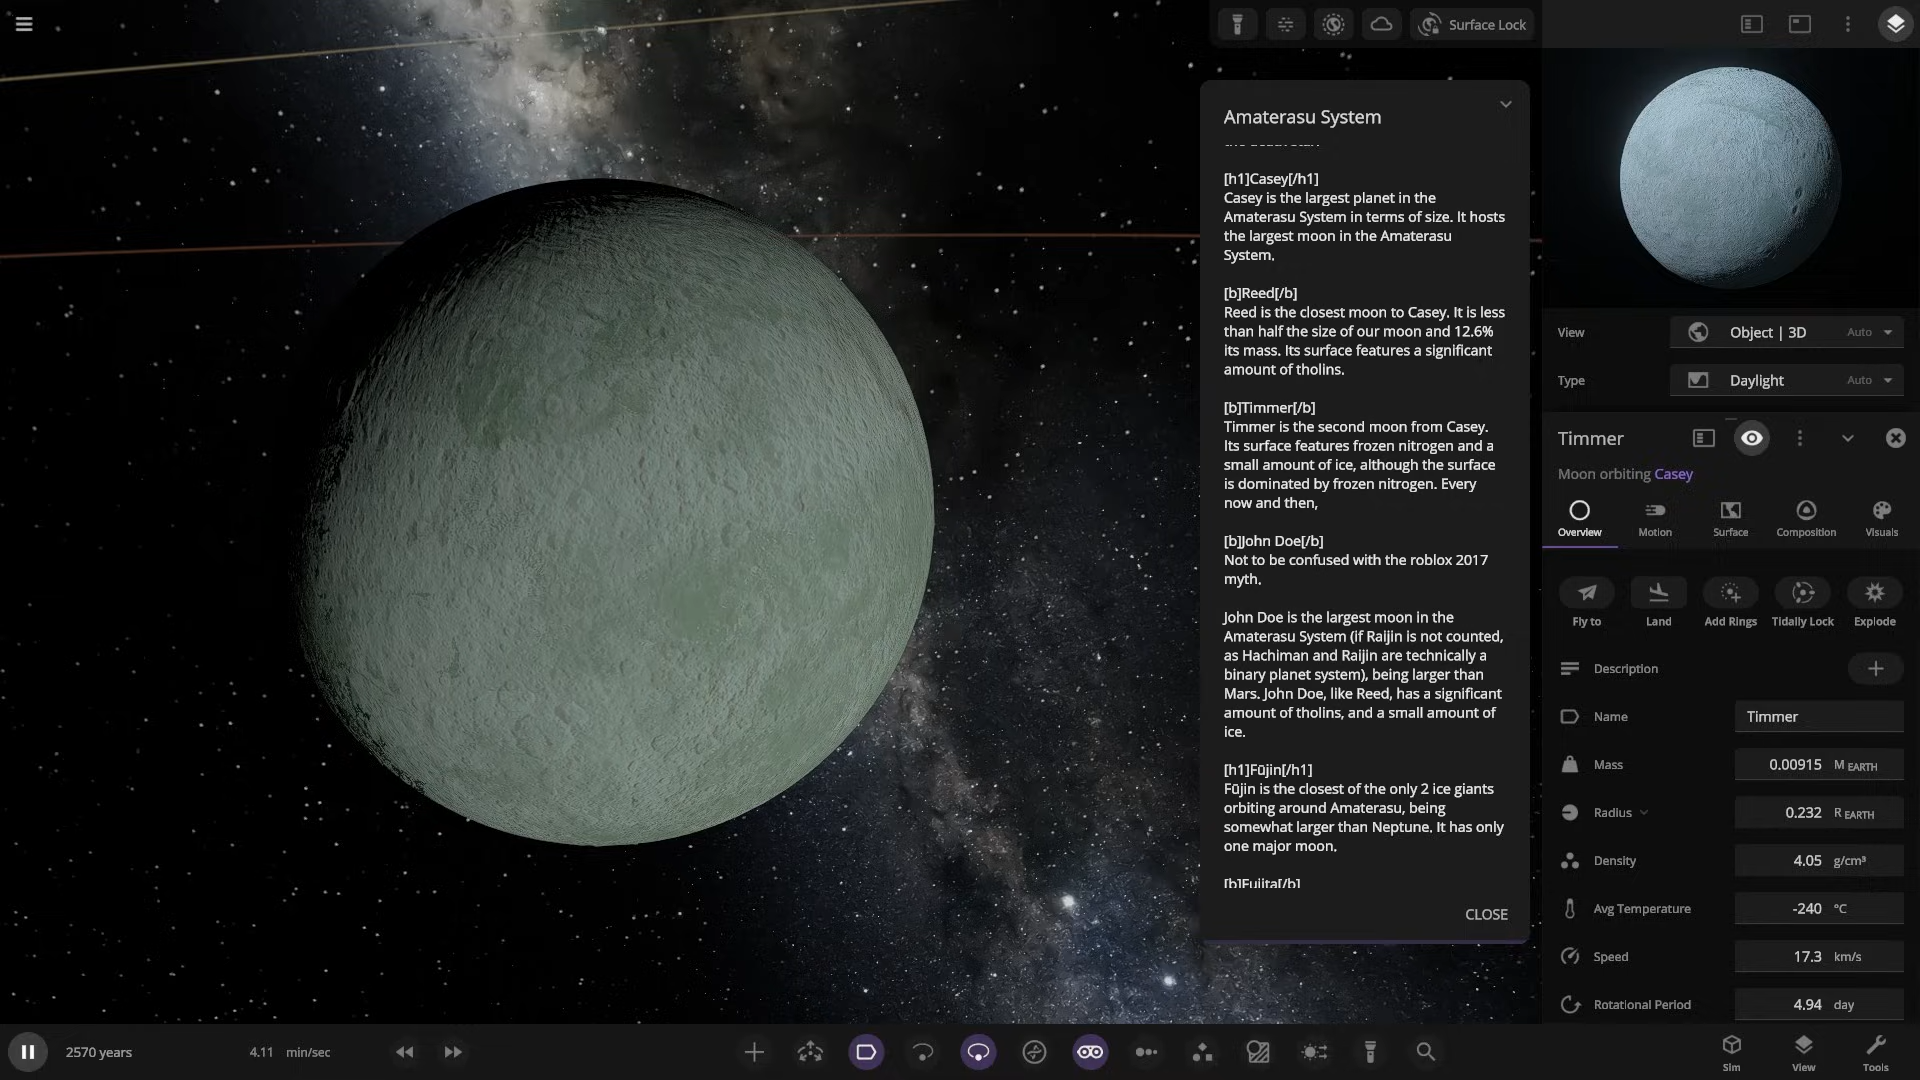 Surface Lock
Amaterasu System
[h1]Casey[/h1]
Casey is the largest planet in the
Amaterasu System in terms of size. It hosts
the largest moon in the Amaterasu
System.
[b]Reed[/b]
Reed is the closest moon to Casey. It is less
than half the size of our moon and 12.6%
its mass. Its surface features a significant
amount of tholins.
[b]Timmer[/b]
Timmer is the second moon from Casey.
Its surface features frozen nitrogen and a
small amount of ice, although the surface
is dominated by frozen nitrogen. Every
now and then,
[b]John Doe[/b]
Not to be confused with the roblox 2017
myth.
John Doe is the largest moon in the
Amaterasu System (if Raijin is not counted,
as Hachiman and Raijin are technically a
binary planet system), being larger than
Mars. John Doe, like Reed, has a significant
amount of tholins, and a small amount of
ice.
[h1]Fūjin[/h1]
Fūjin is the closest of the only 2 ice giants
orbiting around Amaterasu, being
somewhat larger than Neptune. It has only
one major moon.
[b]Fujita[/b]
CLOSE
View Object | 3D Auto
Type Daylight Auto
Timmer
Moon orbiting Casey
Overview Motion Surface Composition Visuals
Fly to Land Add Rings Tidally Lock Explode
Description
Name Timmer
Mass 0.00915 M EARTH
Radius 0.232 R EARTH
Density 4.05 g/cm³
Avg Temperature -240 °C
Speed 17.3 km/s
Rotational Period 4.94 day
2570 years 4.11 min/sec
Sim View Tools